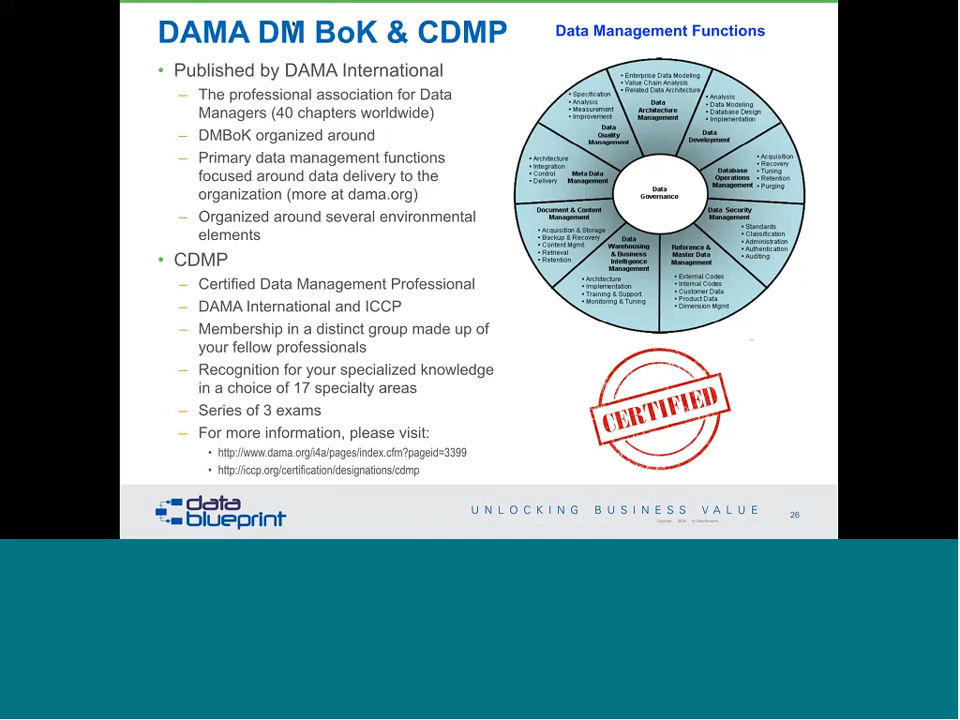 DAMA DM BoK & CDMP
• Published by DAMA International
– The professional association for Data
Managers (40 chapters worldwide)
– DMBoK organized around
– Primary data management functions
focused around data delivery to the
organization (more at dama.org)
– Organized around several environmental
elements
• CDMP
– Certified Data Management Professional
– DAMA International and ICCP
– Membership in a distinct group made up of
your fellow professionals
– Recognition for your specialized knowledge
in a choice of 17 specialty areas
– Series of 3 exams
– For more information, please visit:
• http://www.dama.org/i4a/pages/index.cfm?pageid=3399
• http://iccp.org/certification/designations/cdmp
Data Management Functions
• Enterprise Data Modeling
• Value Chain Analysis
• Related Data Architecture
Data
Architecture
Management
• Analysis
• Data Modeling
• Database Design
• Implementation
Data
Development
• Acquisition
• Recovery
• Tuning
• Retention
• Purging
Database
Operations
Management
Data Security
Management
• Standards
• Classification
• Administration
• Authentication
• Auditing
Reference &
Master Data
Management
• External Codes
• Internal Codes
• Customer Data
• Product Data
• Dimension Mgmt
Data
Warehousing
& Business
Intelligence
Management
• Architecture
• Implementation
• Training & Support
• Monitoring & Tuning
Document & Content
Management
• Acquisition & Storage
• Backup & Recovery
• Content Mgmt.
• Retrieval
• Retention
• Architecture
• Integration
• Control
• Delivery
Meta Data
Management
• Specification
• Analysis
• Measurement
• Improvement
Data
Quality
Management
Data
Governance
CERTIFIED
data
blueprint
UNLOCKING BUSINESS VALUE
26